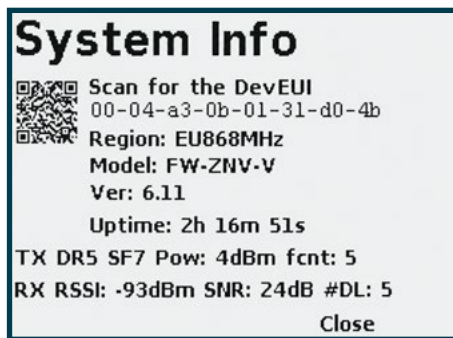 System Info
Scan for the DevEUI
00-04-a3-0b-01-31-d0-4b
Region: EU868MHz
Model: FW-ZNV-V
Ver: 6.11
Uptime: 2h 16m 51s
TX DR5 SF7 Pow: 4dBm fcnt: 5
RX RSSI: -93dBm SNR: 24dB #DL: 5
Close